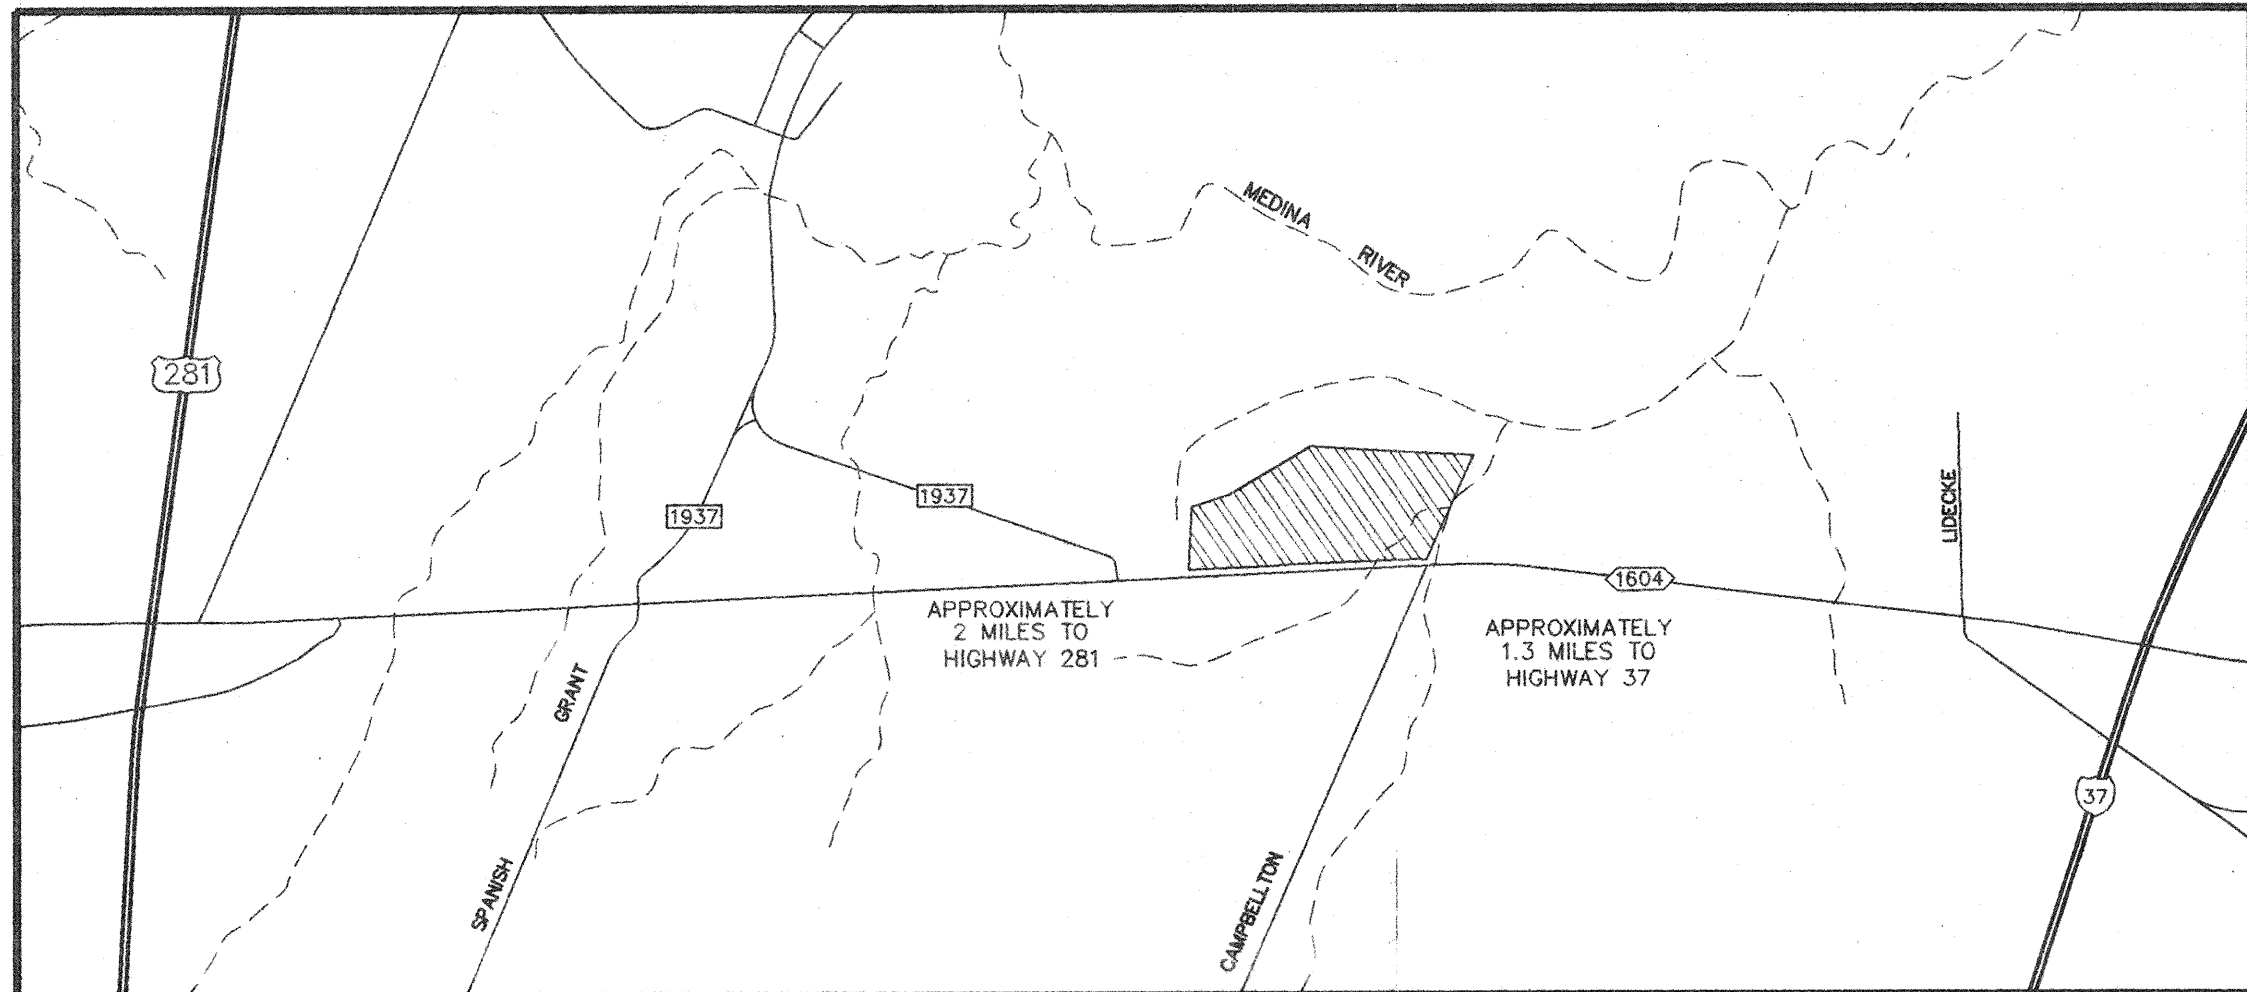 MEDINA
RIVER
281
1937
1937
LIDECKE
1604
APPROXIMATELY
2 MILES TO
HIGHWAY 281
APPROXIMATELY
1.3 MILES TO
HIGHWAY 37
SPANISH GRANT
37
CAMPBELLTON